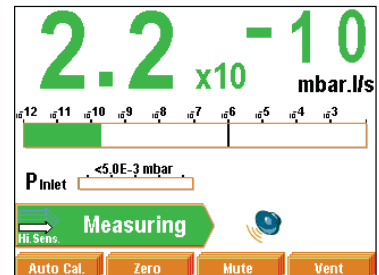 2.2 x10 -10
mbar.l/s
10-12 10-11 10-10 10-9 10-8 10-7 10-6 10-5 10-4 10-3
P Inlet <5.0E-3 mbar
Hi.Sens. Measuring
Auto Cal. Zero Mute Vent